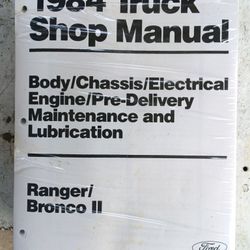 1984 Truck
Shop Manual
Body/Chassis/Electrical
Engine/Pre-Delivery
Maintenance and
Lubrication
Ranger/
Bronco II
Ford